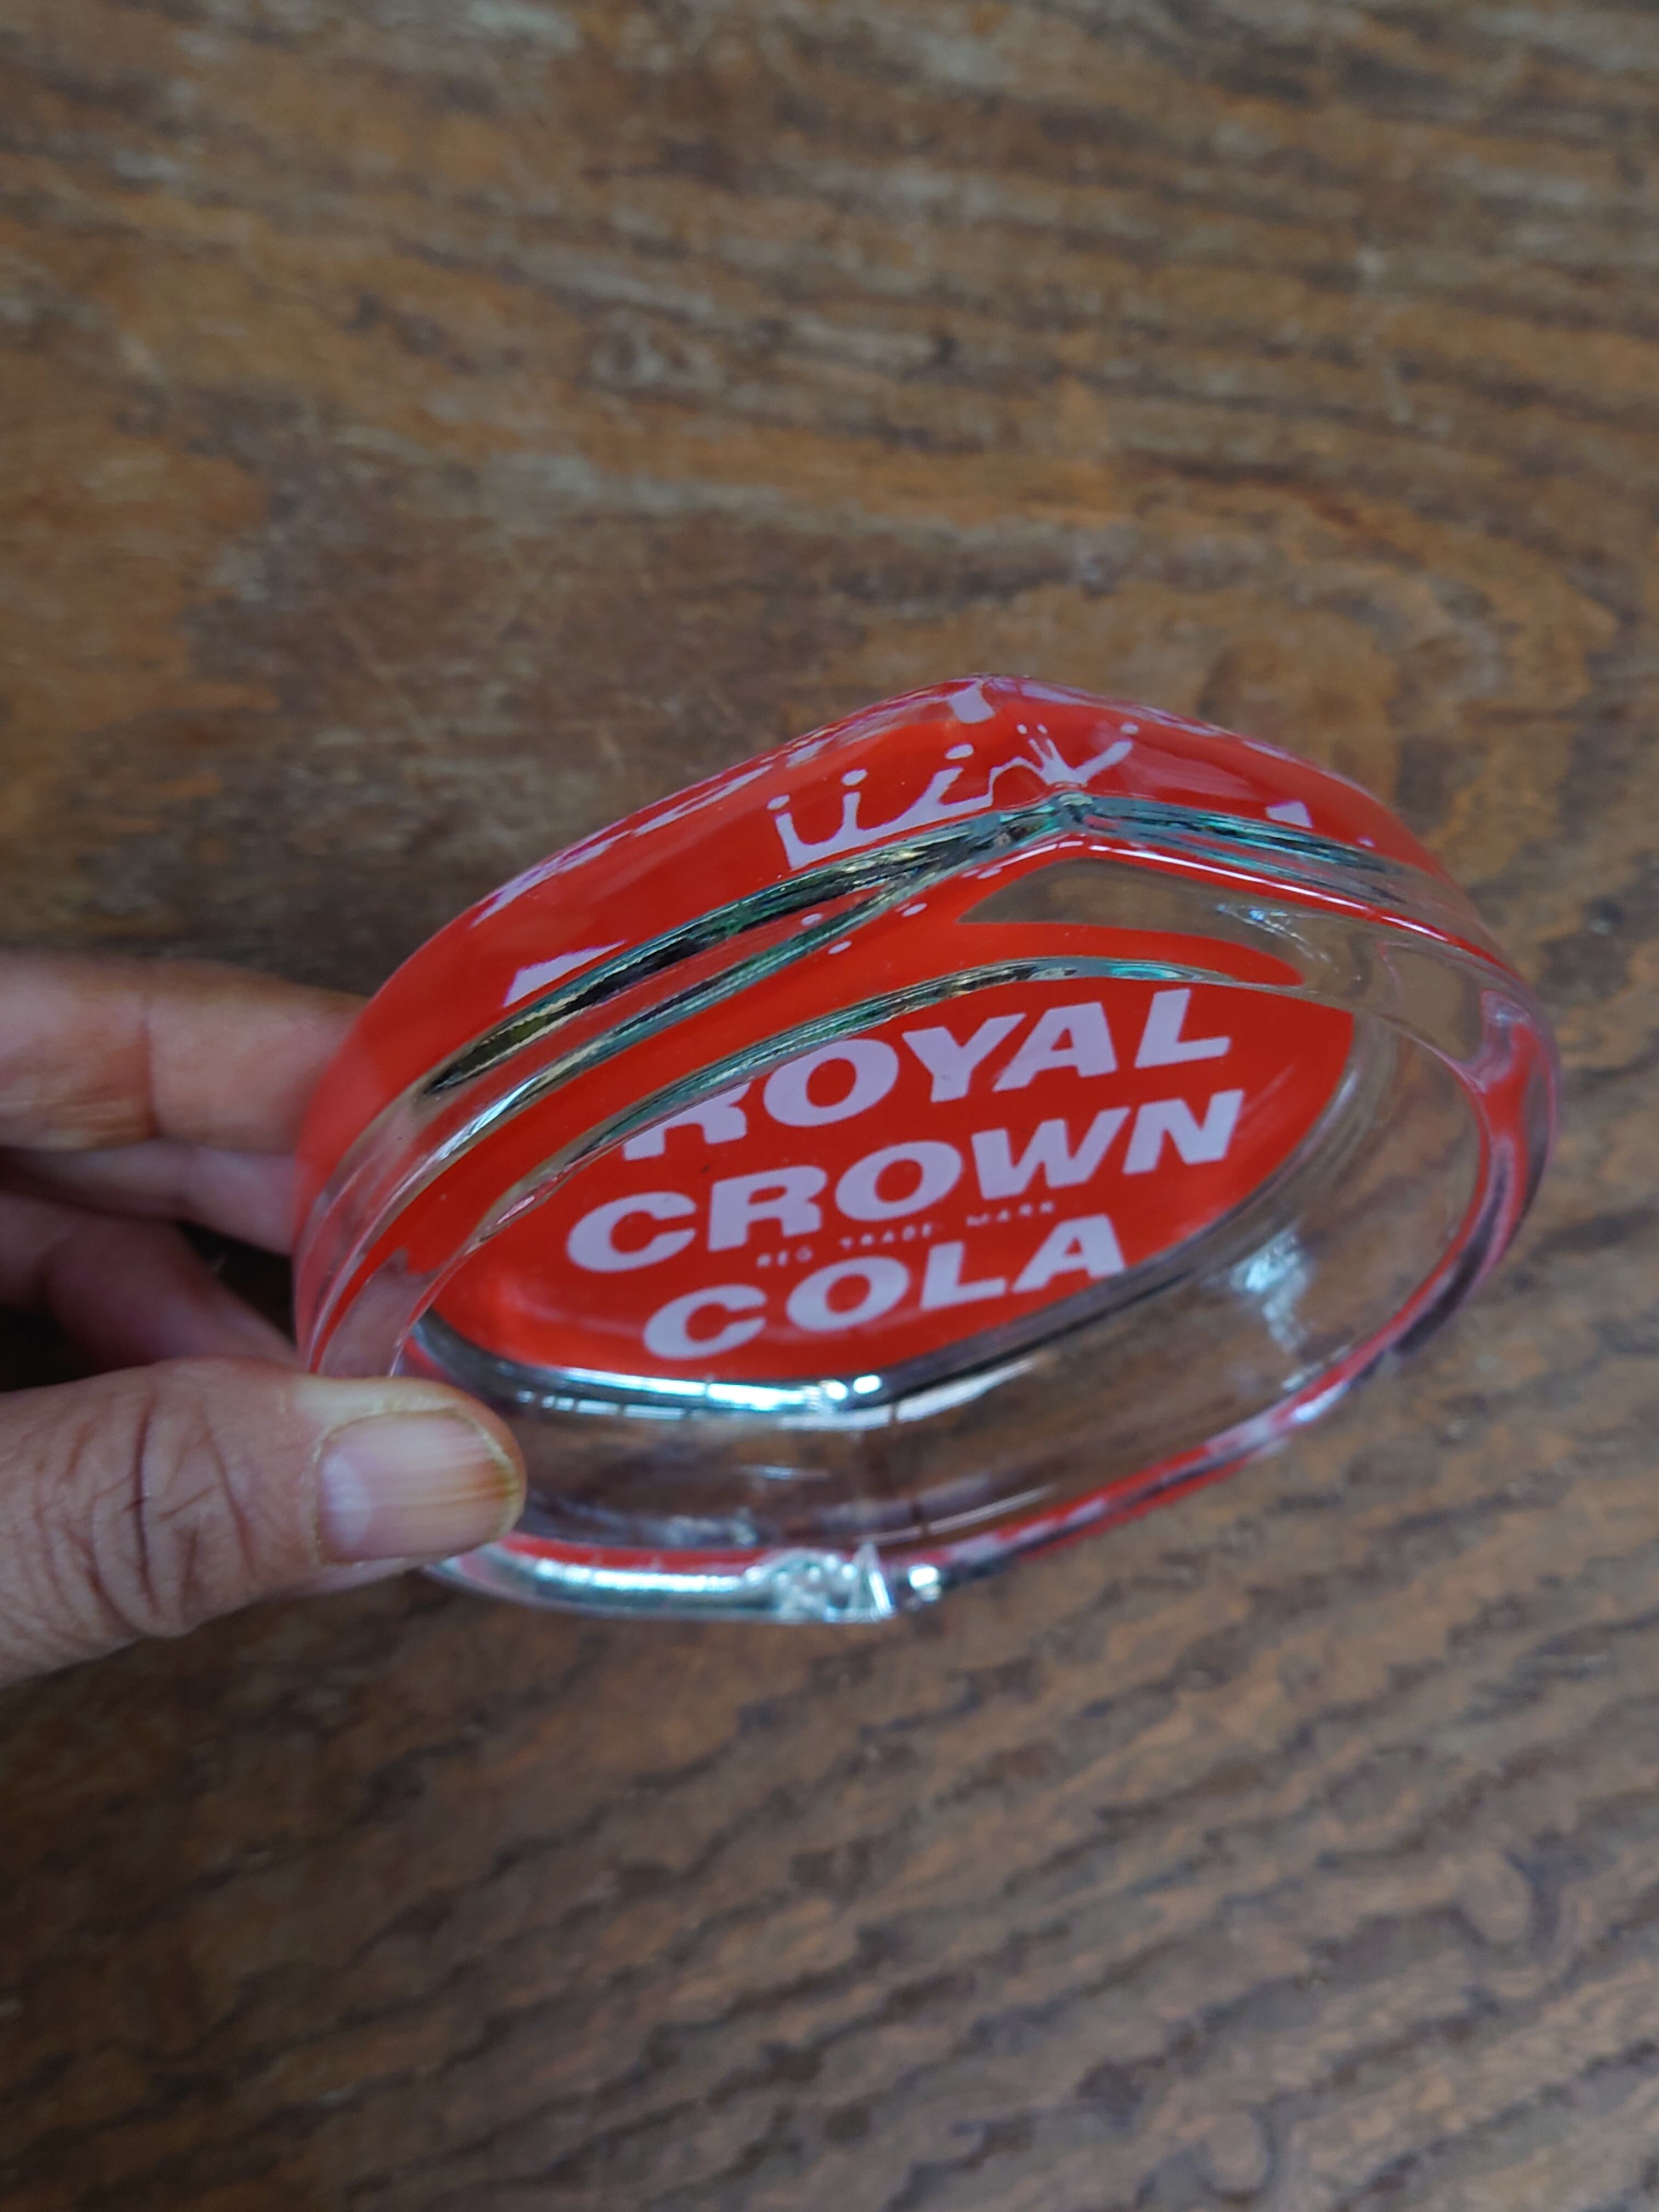 ROYAL
CROWN
REG TRADE MARK
COLA